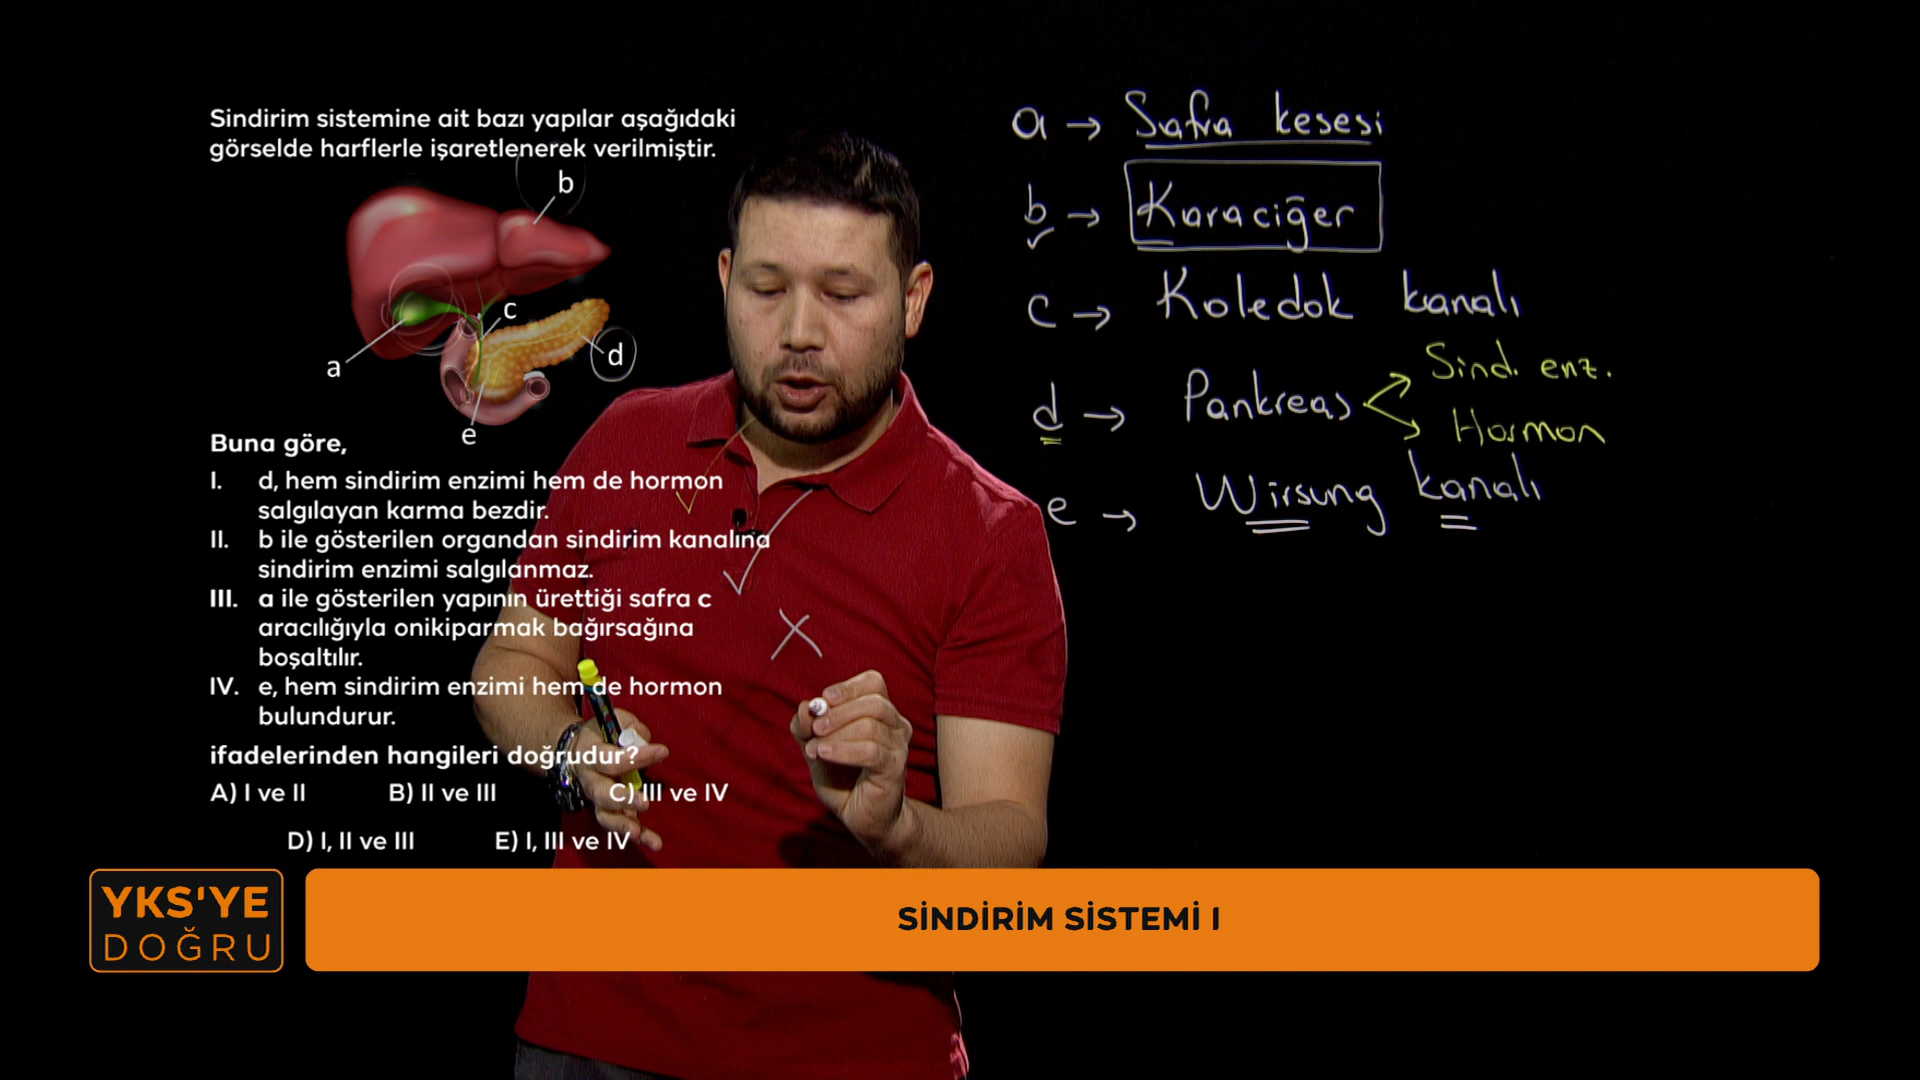 Sindirim sistemine ait bazı yapılar aşağıdaki
görselde harflerle işaretlenerek verilmiştir.
b
c
d
a
e
Buna göre,
I. d, hem sindirim enzimi hem de hormon
salgılayan karma bezdir.
II. b ile gösterilen organdan sindirim kanalına
sindirim enzimi salgılanmaz.
III. a ile gösterilen yapının ürettiği safra c
aracılığıyla onikiparmak bağırsağına
boşaltılır.
IV. e, hem sindirim enzimi hem de hormon
bulundurur.
ifadelerinden hangileri doğrudur?
A) I ve II B) II ve III C) III ve IV
D) I, II ve III E) I, III ve IV
a → Safra kesesi
b → Karaciğer
c → Koledok kanalı
d → Pankreas
Sind. enz.
Hormon
e → Wirsung kanalı
YKS'YE
DOĞRU
SİNDİRİM SİSTEMİ I